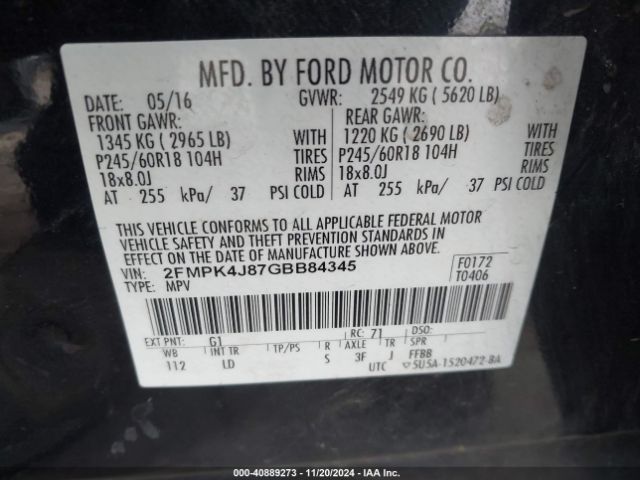 MFD. BY FORD MOTOR CO.
DATE: 05/16 GVWR: 2549 KG ( 5620 LB)
FRONT GAWR: REAR GAWR:
1345 KG ( 2965 LB) WITH 1220 KG ( 2690 LB) WITH
P245/60R18 104H TIRES P245/60R18 104H TIRES
18x8.0J RIMS 18x8.0J RIMS
AT 255 kPa/ 37 PSI COLD AT 255 kPa/ 37 PSI COLD
THIS VEHICLE CONFORMS TO ALL APPLICABLE FEDERAL MOTOR
VEHICLE SAFETY AND THEFT PREVENTION STANDARDS IN
EFFECT ON THE DATE OF MANUFACTURE SHOWN ABOVE.
VIN: 2FMPK4J87GBB84345 F0172
TYPE: MPV T0406
EXT PNT: G1 RC: 71 DSO:
WB INT TR TP/PS R AXLE TR SPR
112 LD S 3F J FFBB
UTC ▽5U5A-1520472-BA
000-40889273 - 11/20/2024 - IAAI.COM